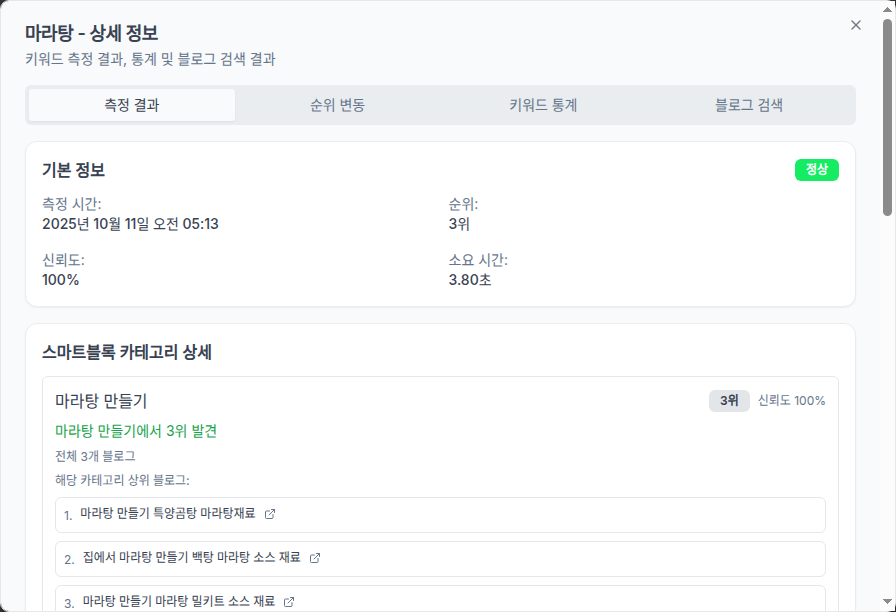 마라탕 - 상세 정보
키워드 측정 결과, 통계 및 블로그 검색 결과
측정 결과
순위 변동
키워드 통계
블로그 검색
기본 정보
정상
측정 시간:
2025년 10월 11일 오전 05:13
순위:
3위
신뢰도:
100%
소요 시간:
3.80초
스마트블록 카테고리 상세
마라탕 만들기
3위
신뢰도 100%
마라탕 만들기에서 3위 발견
전체 3개 블로그
해당 카테고리 상위 블로그:
1. 마라탕 만들기 특양곰탕 마라탕재료
2. 집에서 마라탕 만들기 백탕 마라탕 소스 재료
3. 마라탕 만들기 마라탕 밀키트 소스 재료